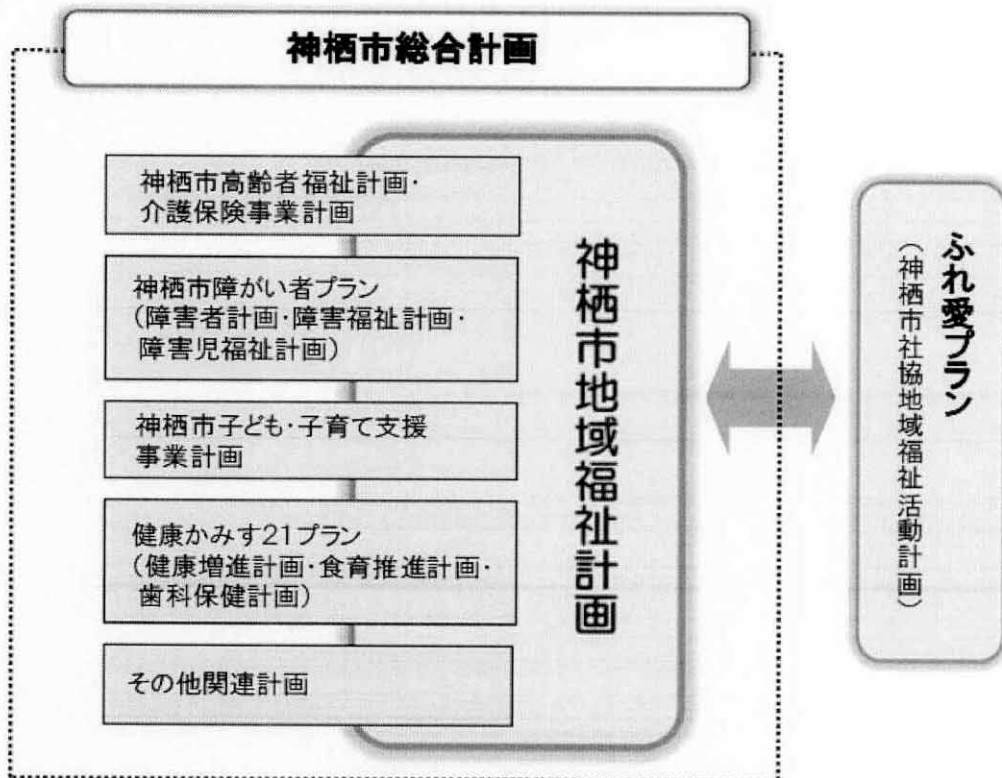 神栖市総合計画
神栖市高齢者福祉計画・
介護保険事業計画
神栖市障がい者プラン
(障害者計画・障害福祉計画・
障害児福祉計画)
神栖市子ども・子育て支援
事業計画
健康かみす21プラン
(健康増進計画・食育推進計画・
歯科保健計画)
その他関連計画
神栖市地域福祉計画
ふれ愛プラン
(神栖市社協地域福祉活動計画)